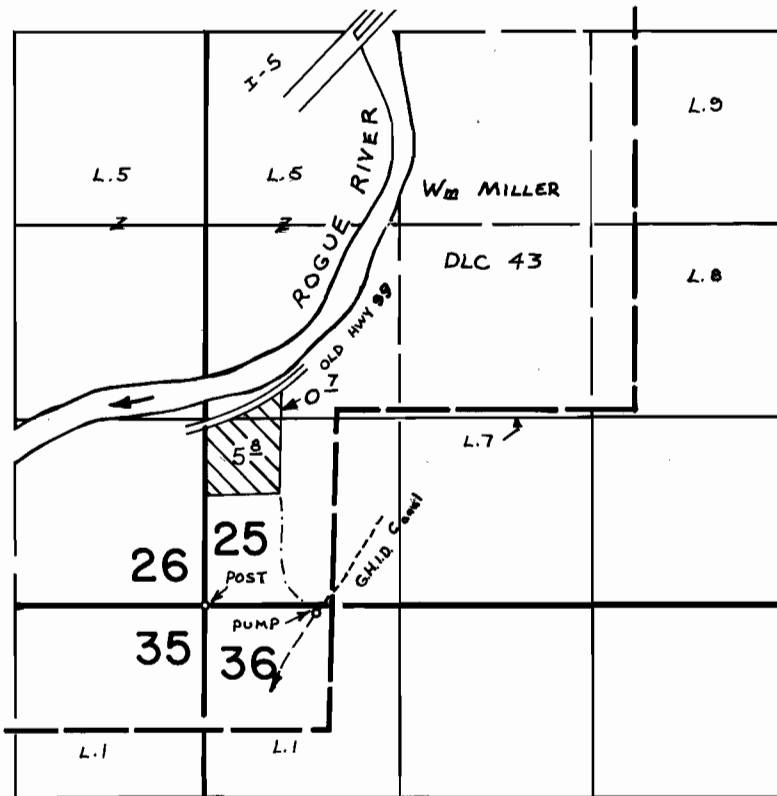 I-5
L.9
L.5
L.5
ROGUE RIVER
Wm MILLER
Z
Z
DLC 43
L.8
OLD HWY 99
0 7
L.7
5 8
G.H.I.D. Canal
25
26
POST
PUMP
35
36
L.1
L.1